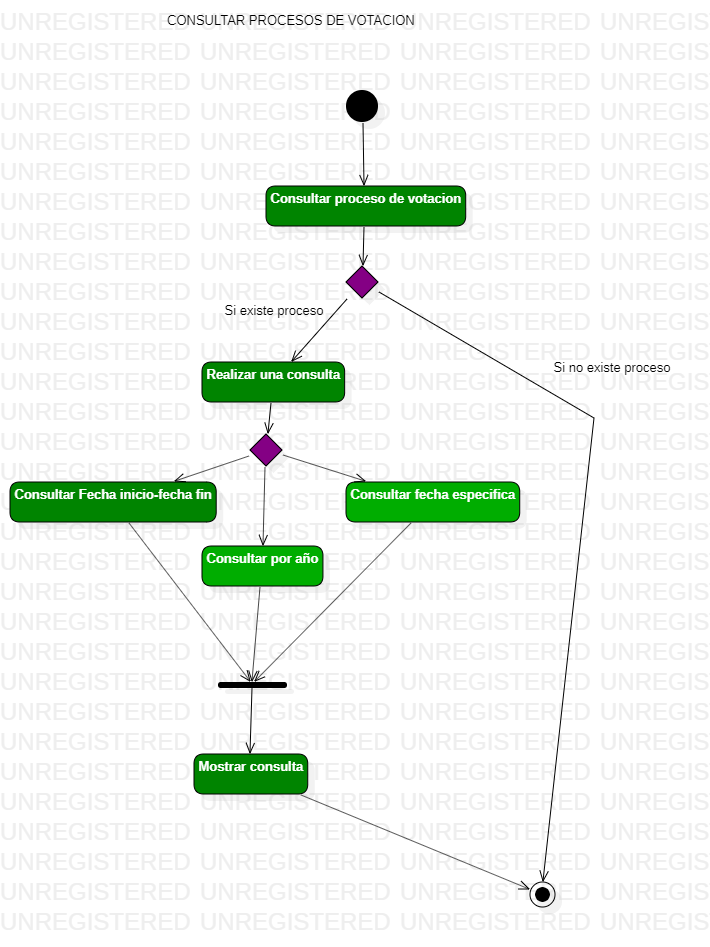 CONSULTAR PROCESOS DE VOTACION
Consultar proceso de votacion
Si existe proceso
Si no existe proceso
Realizar una consulta
Consultar Fecha inicio-fecha fin
Consultar fecha especifica
Consultar por año
Mostrar consulta
UNREGISTERED